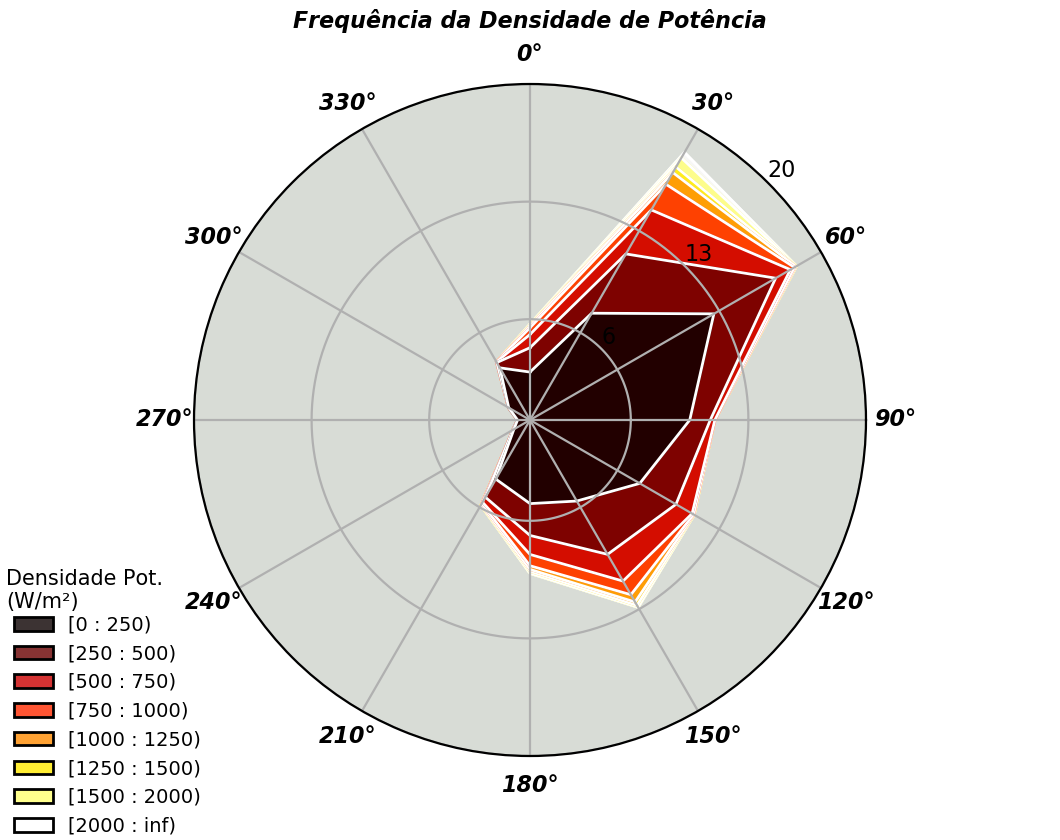 Frequência da Densidade de Potência
0°
330°
30°
20
300°
60°
13
6
270°
90°
240°
120°
210°
150°
180°
Densidade Pot.
(W/m²)
[0 : 250)
[250 : 500)
[500 : 750)
[750 : 1000)
[1000 : 1250)
[1250 : 1500)
[1500 : 2000)
[2000 : inf)